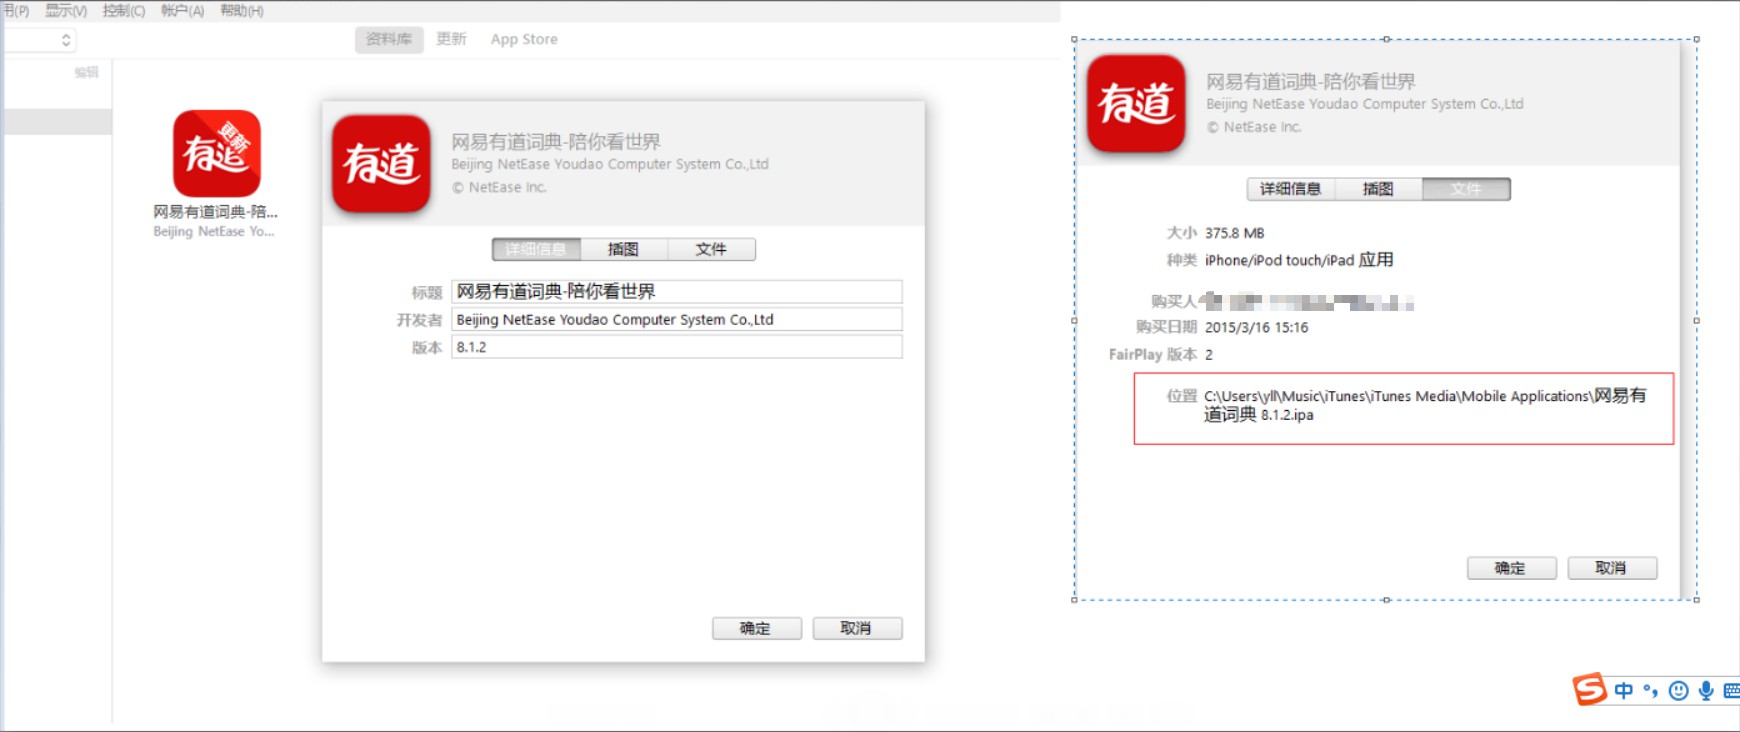 用(P) 显示(V) 控制(C) 帐户(A) 帮助(H)
资料库 更新 App Store
编辑
有道 更新
网易有道词典-陪...
Beijing NetEase Yo...
有道
网易有道词典-陪你看世界
Beijing NetEase Youdao Computer System Co.,Ltd
© NetEase Inc.
详细信息 插图 文件
标题 网易有道词典-陪你看世界
开发者 Beijing NetEase Youdao Computer System Co.,Ltd
版本 8.1.2
确定 取消
有道
网易有道词典-陪你看世界
Beijing NetEase Youdao Computer System Co.,Ltd
© NetEase Inc.
详细信息 插图 文件
大小 375.8 MB
种类 iPhone/iPod touch/iPad 应用
购买人
购买日期 2015/3/16 15:16
FairPlay 版本 2
位置 C:\Users\yll\Music\iTunes\iTunes Media\Mobile Applications\网易有
道词典 8.1.2.ipa
确定 取消
S 中 °,